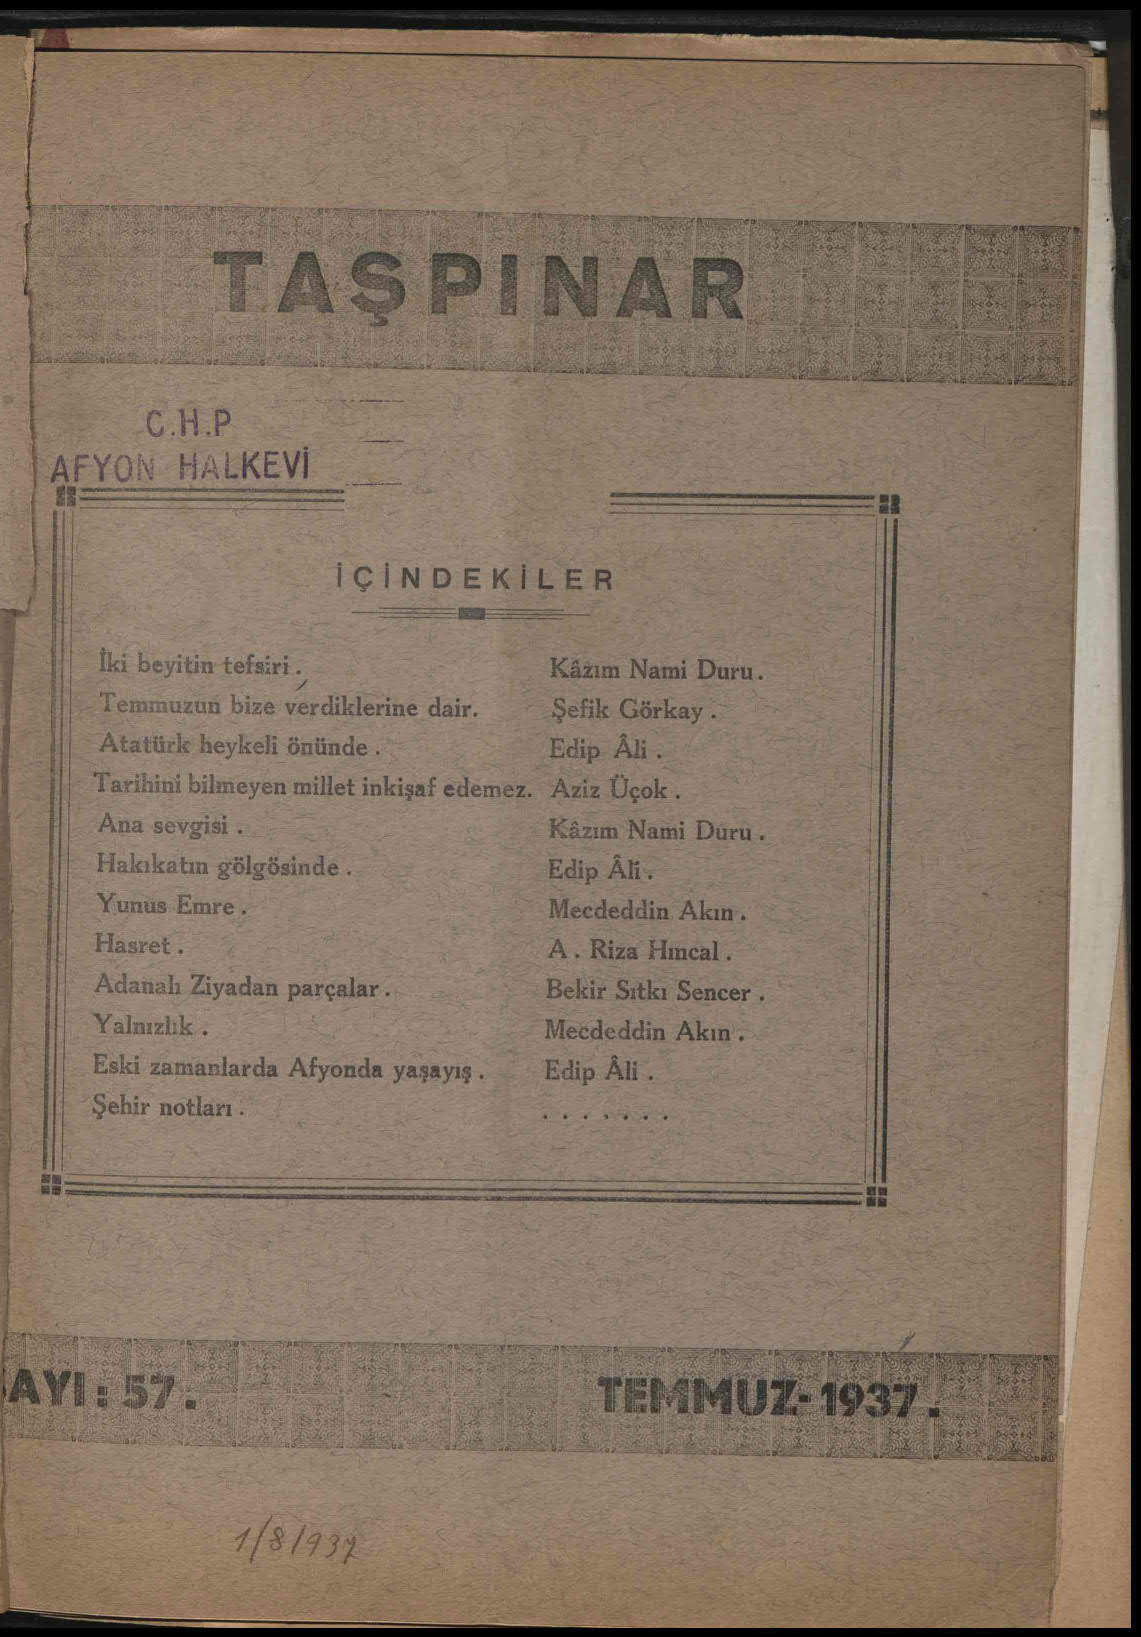 TAŞPINAR
C.H.P
AFYON HALKEVİ
İÇİNDEKİLER
İki beyitin tefsiri. Kâzım Nami Duru.
Temmuzun bize verdiklerine dair. Şefik Görkay.
Atatürk heykeli önünde. Edip Âli.
Tarihini bilmeyen millet inkişaf edemez. Aziz Üçok.
Ana sevgisi. Kâzım Nami Duru.
Hakıkatın gölgösinde. Edip Âli.
Yunus Emre. Mecdeddin Akın.
Hasret. A. Riza Hıncal.
Adanalı Ziyadan parçalar. Bekir Sıtkı Sencer.
Yalnızlık. Mecdeddin Akın.
Eski zamanlarda Afyonda yaşayış. Edip Âli.
Şehir notları. .......
AYI: 57. TEMMUZ-1937.
1/8/937